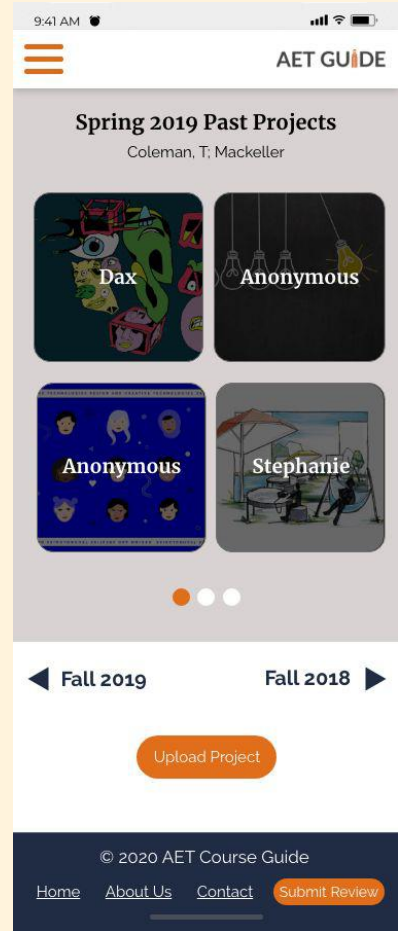 9:41 AM
AET GUIDE
Spring 2019 Past Projects
Coleman, T; Mackeller
Dax
Anonymous
Anonymous
Stephanie
Fall 2019
Fall 2018
Upload Project
© 2020 AET Course Guide
Home About Us Contact Submit Review